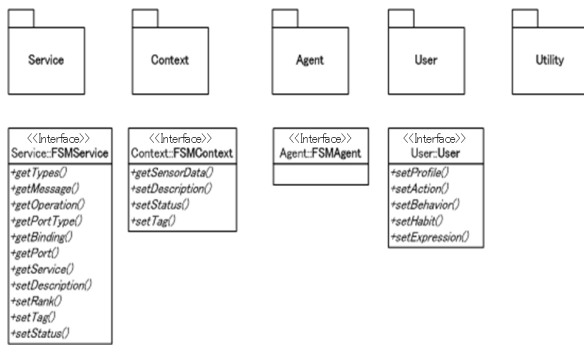 Service
Context
Agent
User
Utility
<<Interface>>
Service::FSMService
+getTypes()
+getMessage()
+getOperation()
+getPortType()
+getBinding()
+getPort()
+getService()
+setDescription()
+setRank()
+setTag()
+setStatus()
<<Interface>>
Context::FSMContext
+getSensorData()
+setDescription()
+setStatus()
+setTag()
<<Interface>>
Agent::FSMAgent
<<Interface>>
User::User
+setProfile()
+setAction()
+setBehavior()
+setHabit()
+setExpression()